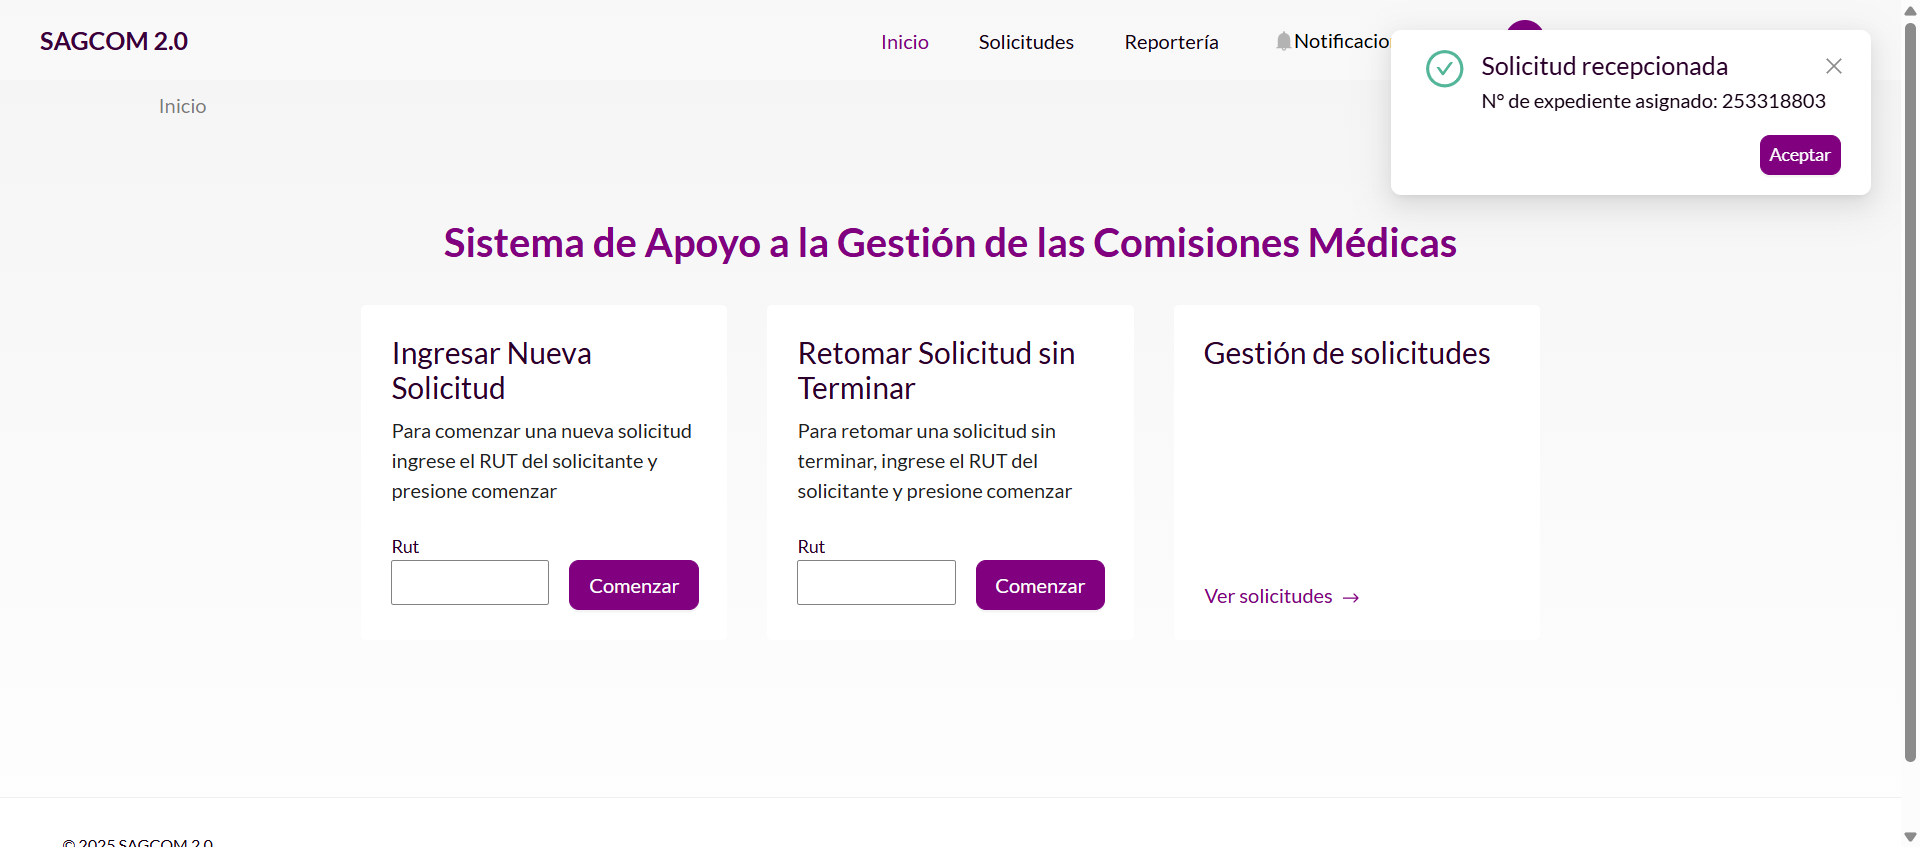 SAGCOM 2.0
Inicio
Solicitudes
Reportería
Solicitud recepcionada
N° de expediente asignado: 253318803
Aceptar
Inicio
Sistema de Apoyo a la Gestión de las Comisiones Médicas
Ingresar Nueva
Solicitud
Para comenzar una nueva solicitud
ingrese el RUT del solicitante y
presione comenzar
Rut
Comenzar
Retomar Solicitud sin
Terminar
Para retomar una solicitud sin
terminar, ingrese el RUT del
solicitante y presione comenzar
Rut
Comenzar
Gestión de solicitudes
Ver solicitudes →
© 2025 SAGCOM 2.0